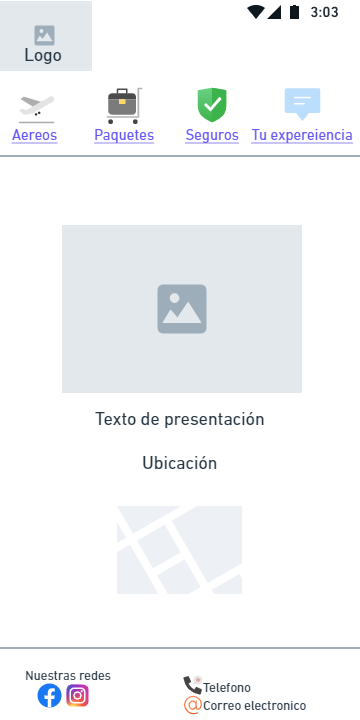 3:03
Logo
Aereos Paquetes Seguros Tu expereiencia
Texto de presentación
Ubicación
Nuestras redes
Telefono
Correo electronico